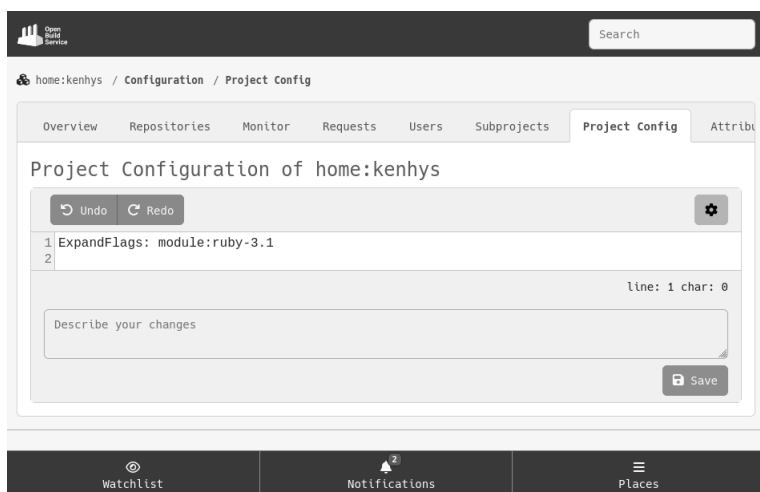 Open
Build
Service
Search
home:kenhys / Configuration / Project Config
Overview Repositories Monitor Requests Users Subprojects Project Config Attribu
Project Configuration of home:kenhys
Undo Redo
1 ExpandFlags: module:ruby-3.1
2
line: 1 char: 0
Describe your changes
Save
2
Watchlist Notifications Places